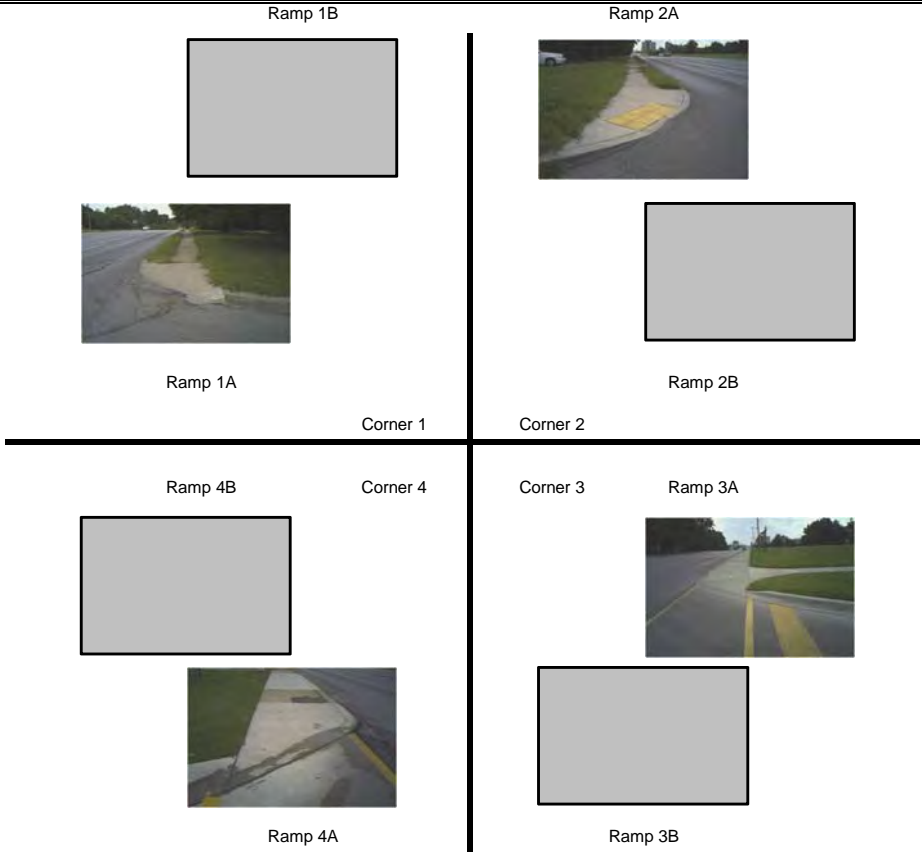 Ramp 1B
Ramp 2A
Ramp 1A
Ramp 2B
Corner 1
Corner 2
Ramp 4B
Corner 4
Corner 3
Ramp 3A
Ramp 4A
Ramp 3B